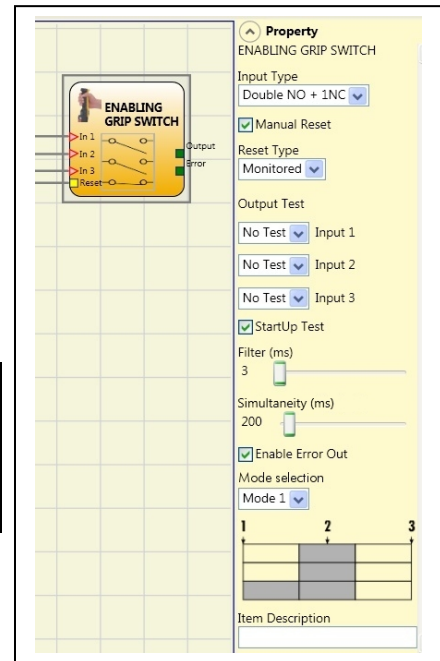 ENABLING
GRIP SWITCH
In 1
In 2
In 3
Reset
Output
Error
Property
ENABLING GRIP SWITCH
Input Type
Double NO + 1NC
Manual Reset
Reset Type
Monitored
Output Test
No Test Input 1
No Test Input 2
No Test Input 3
StartUp Test
Filter (ms)
3
Simultaneity (ms)
200
Enable Error Out
Mode selection
Mode 1
1 2 3
Item Description